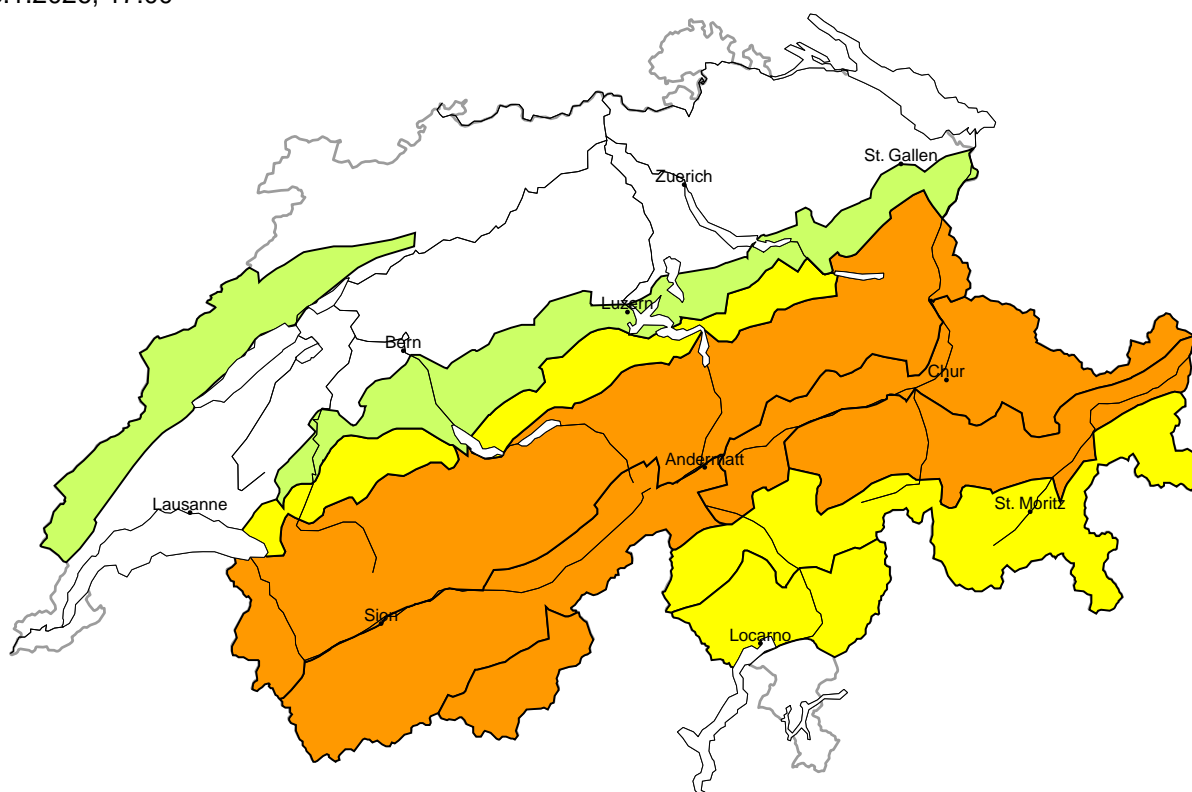 St. Gallen
Zuerich
Luzern
Bern
Chur
Andermatt
Lausanne
St. Moritz
Sion
Locarno